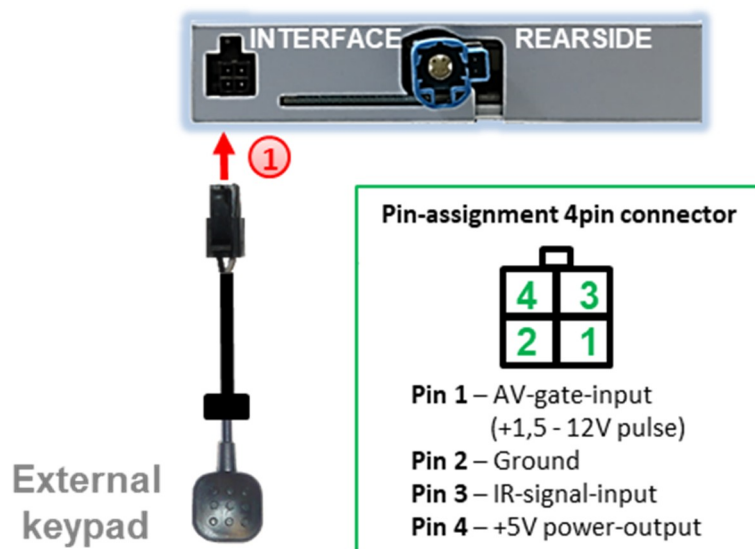 INTERFACE REARSIDE
1
Pin-assignment 4pin connector
4 3
2 1
Pin 1 – AV-gate-input
(+1,5 - 12V pulse)
Pin 2 – Ground
Pin 3 – IR-signal-input
Pin 4 – +5V power-output
External
keypad